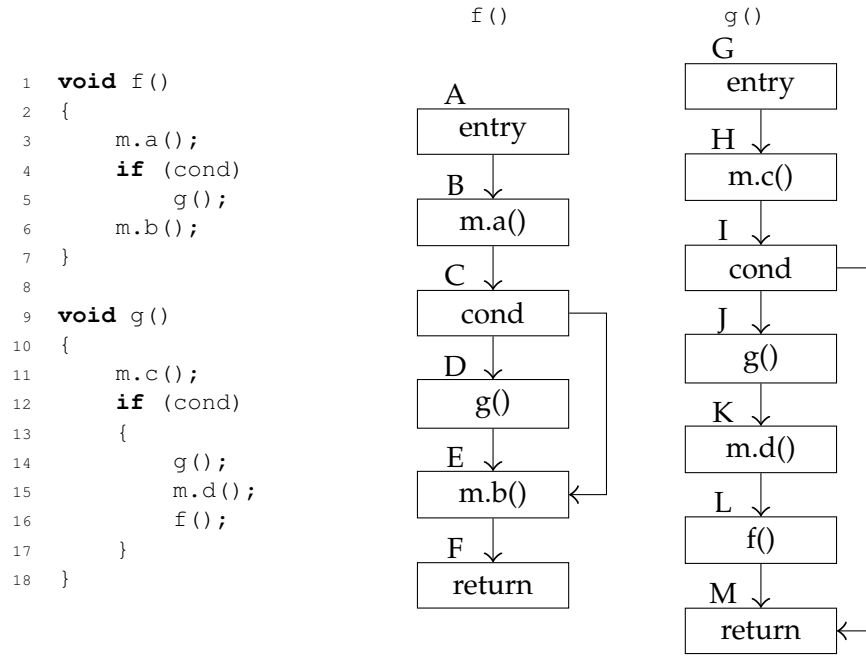 1 void f()
2 {
3 m.a();
4 if (cond)
5 g();
6 m.b();
7 }
8
9 void g()
10 {
11 m.c();
12 if (cond)
13 {
14 g();
15 m.d();
16 f();
17 }
18 }
f()
A
entry
B
m.a()
C
cond
D
g()
E
m.b()
F
return
g()
G
entry
H
m.c()
I
cond
J
g()
K
m.d()
L
f()
M
return